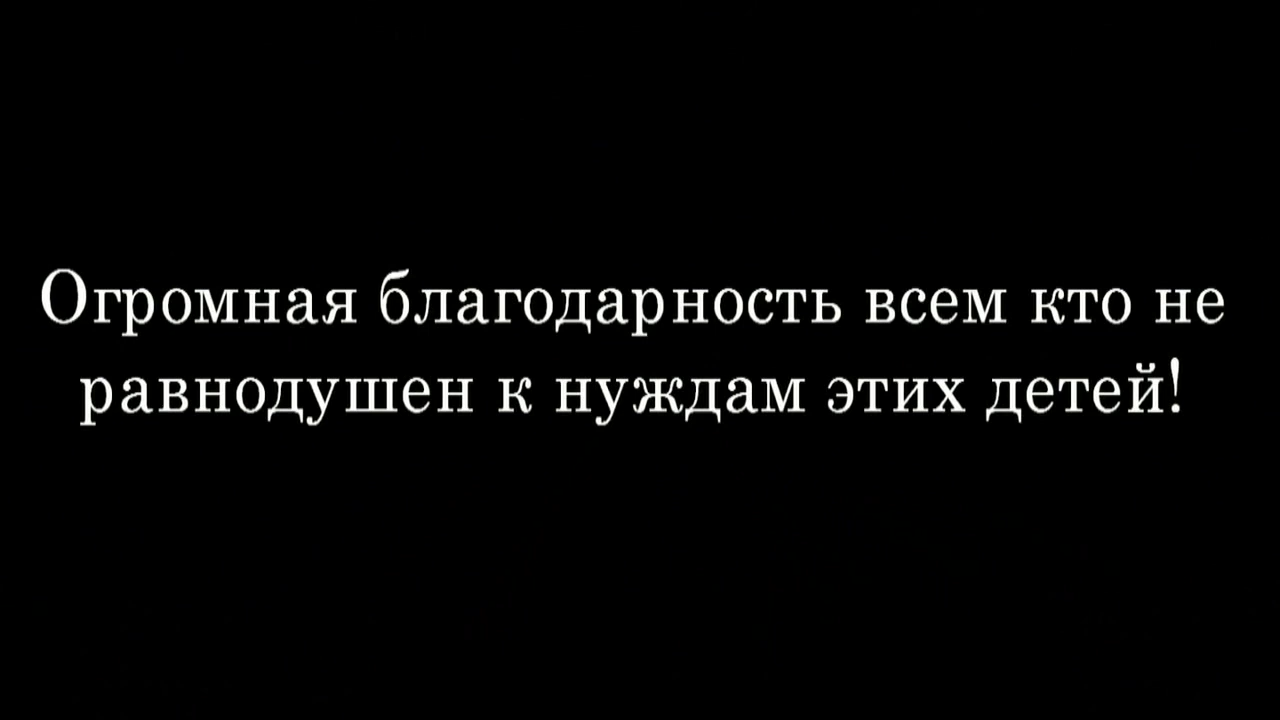 Огромная благодарность всем кто не
равнодушен к нуждам этих детей!